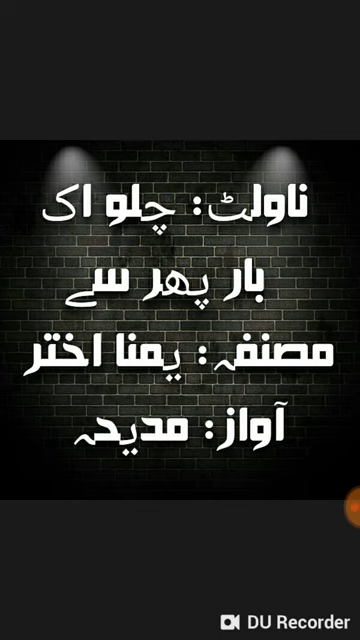 ناولٹ: چلو اک
بار پھر سے
مصنفہ: یمنا اختر
آواز: مدیحہ
DU Recorder